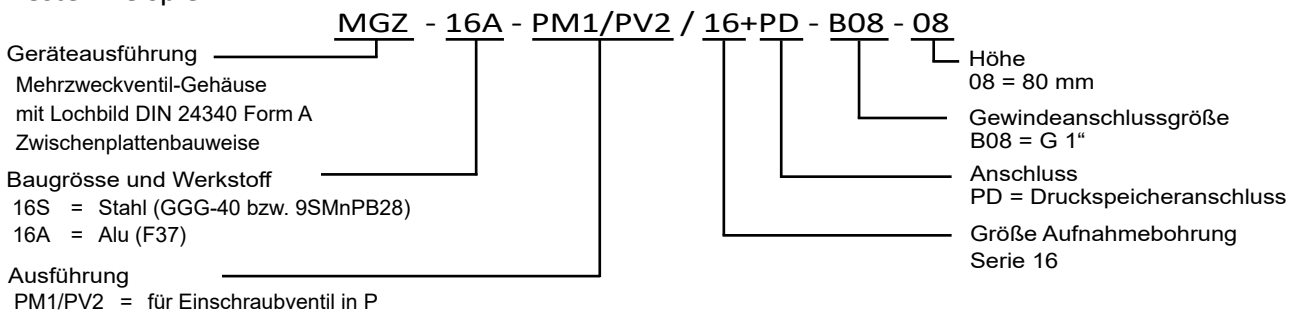 MGZ - 16A - PM1/PV2 / 16+PD - B08 - 08
Geräteausführung
Mehrzweckventil-Gehäuse
mit Lochbild DIN 24340 Form A
Zwischenplattenbauweise
Baugrösse und Werkstoff
16S = Stahl (GGG-40 bzw. 9SMnPB28)
16A = Alu (F37)
Ausführung
PM1/PV2 = für Einschraubventil in P
Höhe
08 = 80 mm
Gewindeanschlussgröße
B08 = G 1“
Anschluss
PD = Druckspeicheranschluss
Größe Aufnahmebohrung
Serie 16